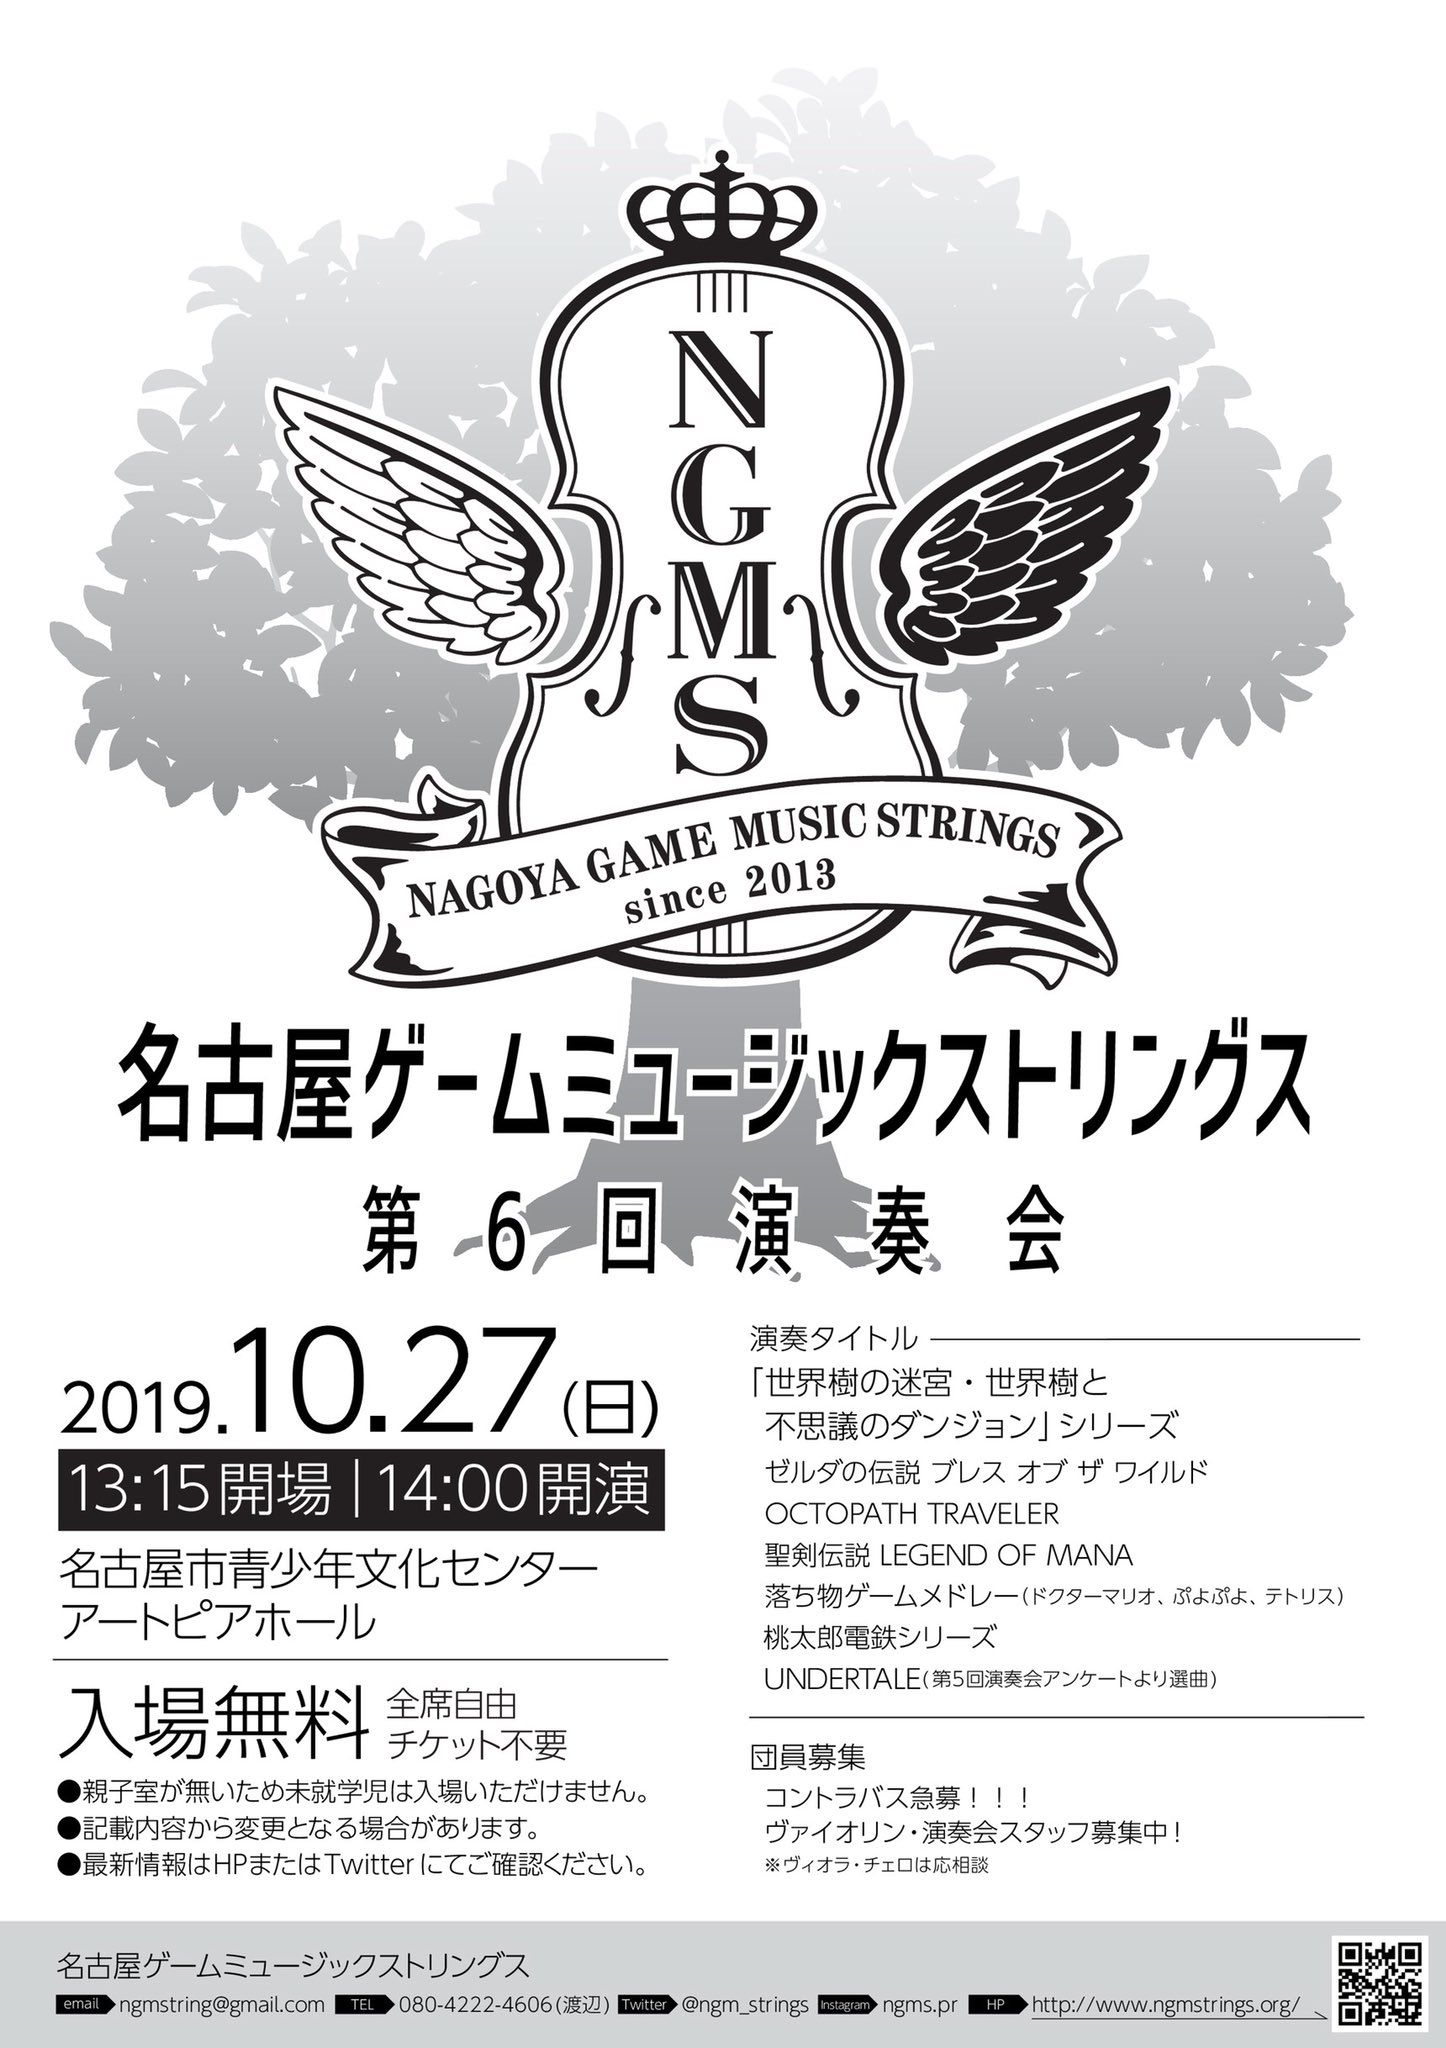 N
G
M
S
NAGOYA GAME MUSIC STRINGS
since 2013
名古屋ゲームミュージックストリングス
第6回演奏会
2019.10.27(日)
13:15開場|14:00開演
名古屋市青少年文化センター
アートピアホール
入場無料 全席自由
チケット不要
●親子室が無いため未就学児は入場いただけません。
●記載内容から変更となる場合があります。
●最新情報はHPまたはTwitterにてご確認ください。
演奏タイトル
「世界樹の迷宮・世界樹と
不思議のダンジョン」シリーズ
ゼルダの伝説 ブレス オブ ザ ワイルド
OCTOPATH TRAVELER
聖剣伝説 LEGEND OF MANA
落ち物ゲームメドレー(ドクターマリオ、ぷよぷよ、テトリス)
桃太郎電鉄シリーズ
UNDERTALE(第5回演奏会アンケートより選曲)
団員募集
コントラバス急募!!!
ヴァイオリン・演奏会スタッフ募集中!
※ヴィオラ・チェロは応相談
名古屋ゲームミュージックストリングス
email ngmstring@gmail.com TEL 080-4222-4606(渡辺) Twitter @ngm_strings Instagram ngms.pr HP http://www.ngmstrings.org/